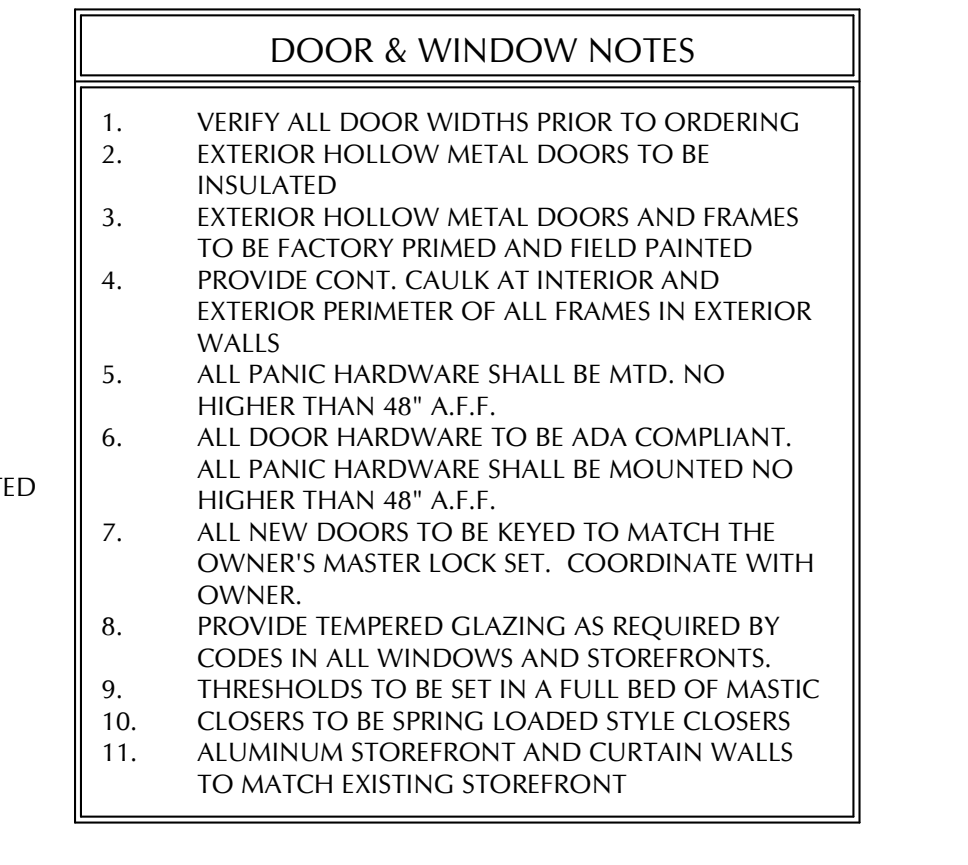 DOOR & WINDOW NOTES
1. VERIFY ALL DOOR WIDTHS PRIOR TO ORDERING
2. EXTERIOR HOLLOW METAL DOORS TO BE
INSULATED
3. EXTERIOR HOLLOW METAL DOORS AND FRAMES
TO BE FACTORY PRIMED AND FIELD PAINTED
4. PROVIDE CONT. CAULK AT INTERIOR AND
EXTERIOR PERIMETER OF ALL FRAMES IN EXTERIOR
WALLS
5. ALL PANIC HARDWARE SHALL BE MTD. NO
HIGHER THAN 48" A.F.F.
6. ALL DOOR HARDWARE TO BE ADA COMPLIANT.
ALL PANIC HARDWARE SHALL BE MOUNTED NO
HIGHER THAN 48" A.F.F.
7. ALL NEW DOORS TO BE KEYED TO MATCH THE
OWNER'S MASTER LOCK SET. COORDINATE WITH
OWNER.
8. PROVIDE TEMPERED GLAZING AS REQUIRED BY
CODES IN ALL WINDOWS AND STOREFRONTS.
9. THRESHOLDS TO BE SET IN A FULL BED OF MASTIC
10. CLOSERS TO BE SPRING LOADED STYLE CLOSERS
11. ALUMINUM STOREFRONT AND CURTAIN WALLS
TO MATCH EXISTING STOREFRONT